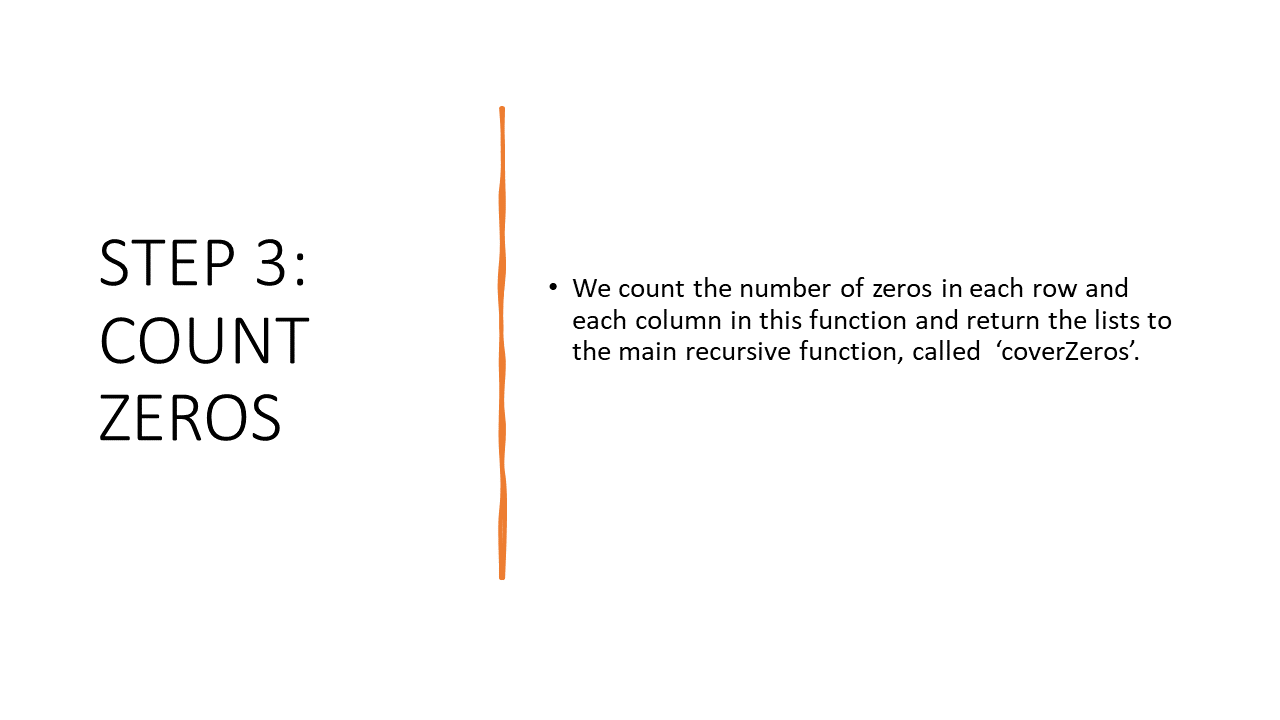 STEP 3:
COUNT
ZEROS
• We count the number of zeros in each row and
each column in this function and return the lists to
the main recursive function, called  ‘coverZeros’.